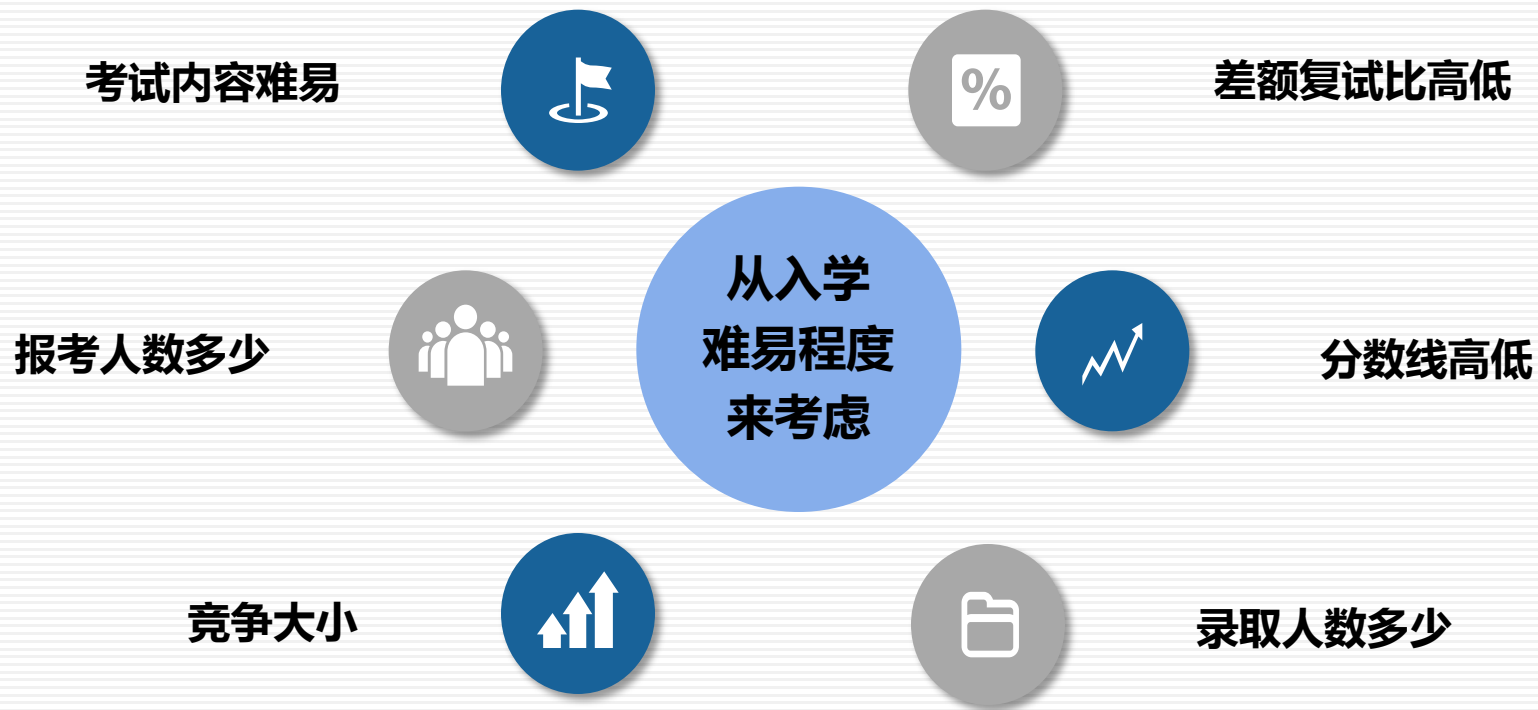 考试内容难易
%
差额复试比高低
从入学
难易程度
来考虑
报考人数多少
分数线高低
竞争大小
录取人数多少